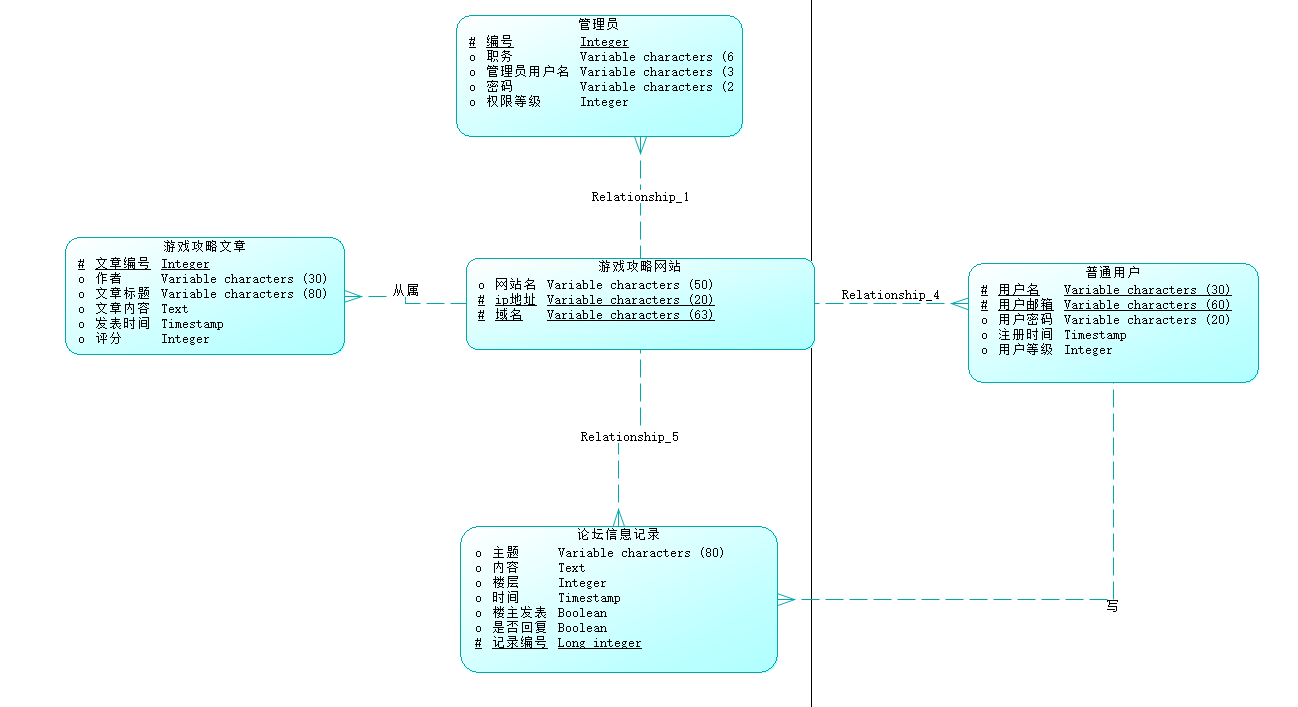 管理员
# 编号 Integer
o 职务 Variable characters (6
o 管理员用户名 Variable characters (3
o 密码 Variable characters (2
o 权限等级 Integer
Relationship_1
游戏攻略文章
# 文章编号 Integer
o 作者 Variable characters (30)
o 文章标题 Variable characters (80)
o 文章内容 Text
o 发表时间 Timestamp
o 评分 Integer
从属
游戏攻略网站
o 网站名 Variable characters (50)
# ip地址 Variable characters (20)
# 域名 Variable characters (63)
Relationship_4
普通用户
# 用户名 Variable characters (30)
# 用户邮箱 Variable characters (60)
o 用户密码 Variable characters (20)
o 注册时间 Timestamp
o 用户等级 Integer
Relationship_5
论坛信息记录
o 主题 Variable characters (80)
o 内容 Text
o 楼层 Integer
o 时间 Timestamp
o 楼主发表 Boolean
o 是否回复 Boolean
# 记录编号 Long integer
写